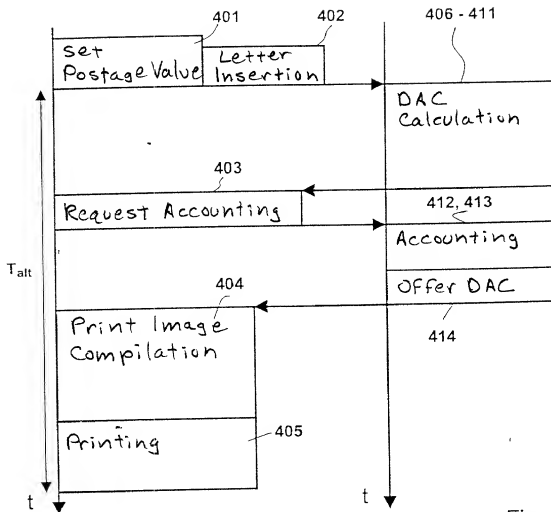 401
402
406 - 411
Set
Postage Value
Letter
Insertion
DAC
Calculation
403
Request Accounting
412, 413
Accounting
Talt
Offer DAC
404
414
Print Image
Compilation
Printing
405
t
t